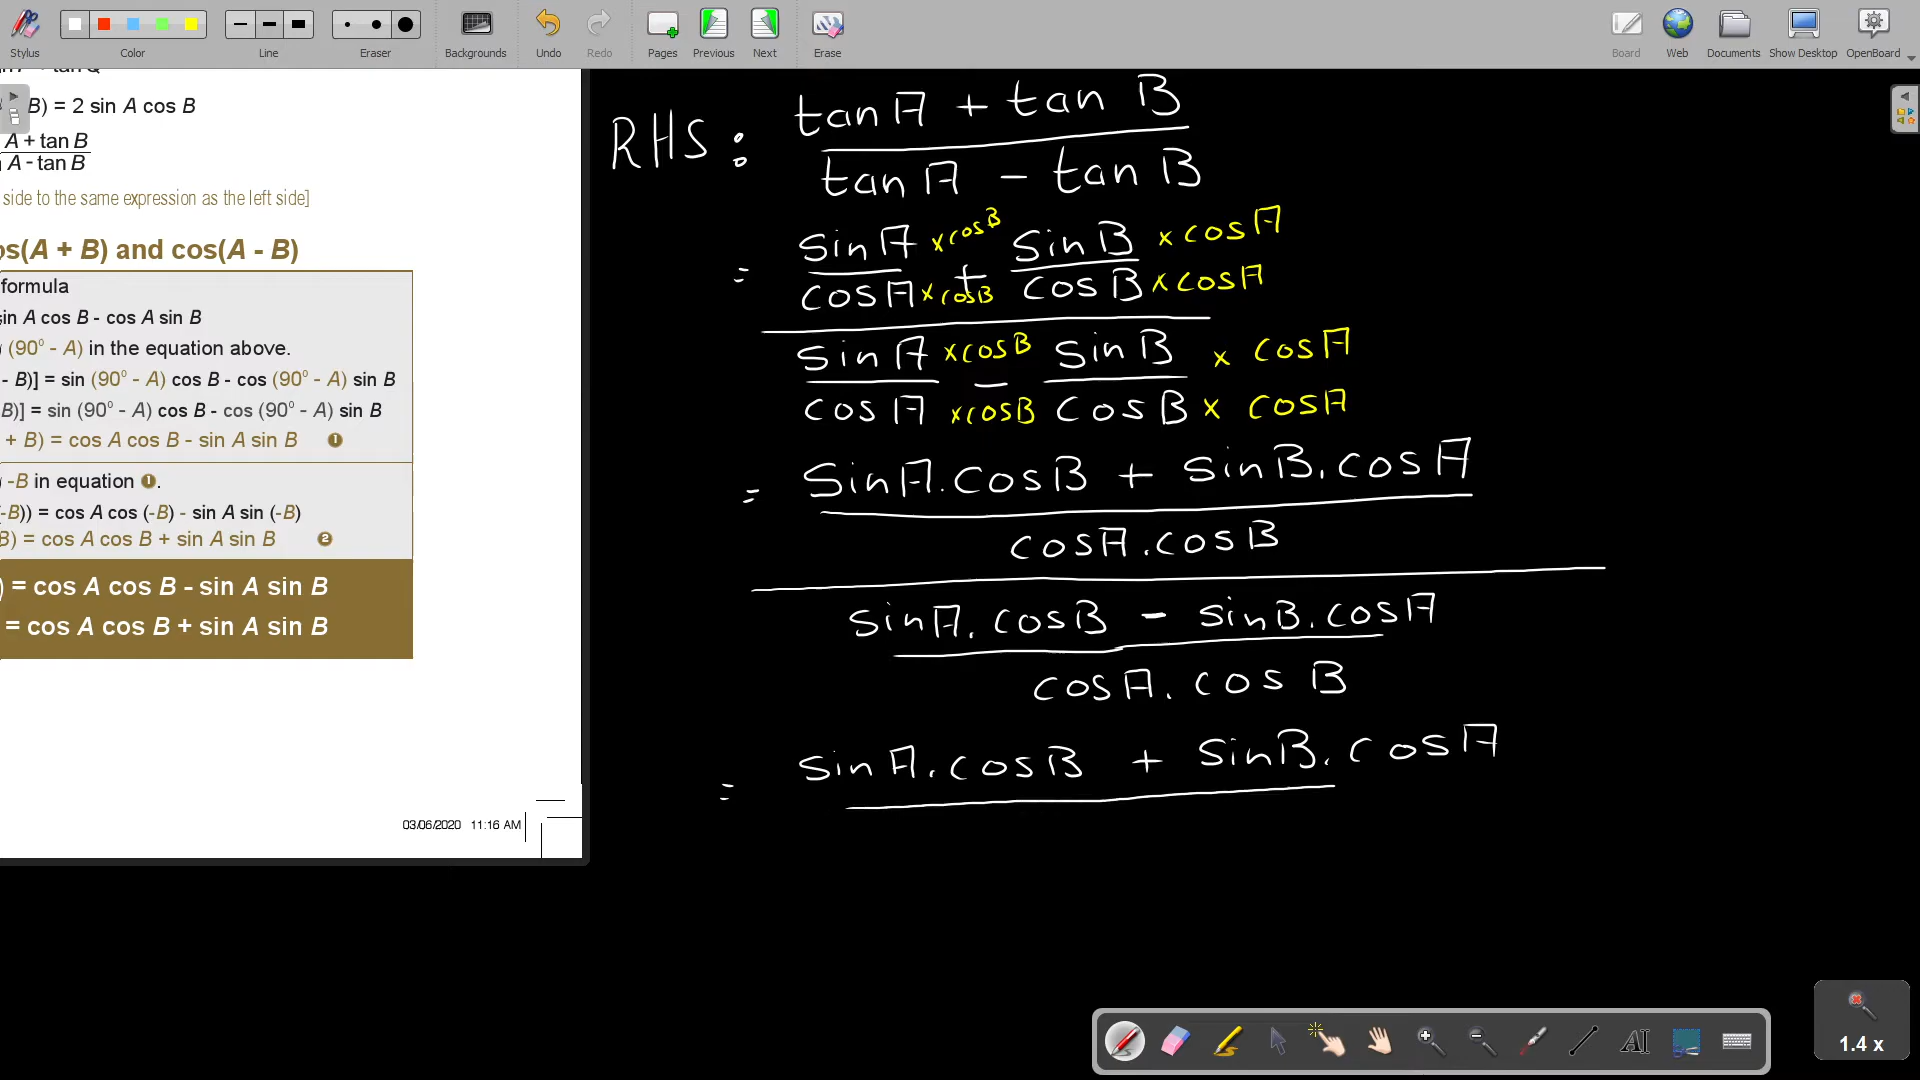 Stylus Color Line Eraser Backgrounds Undo Redo Pages Previous Next Erase Board Web Documents Show Desktop OpenBoard
B) = 2 sin A cos B
A + tan B
A - tan B
side to the same expression as the left side]
os(A + B) and cos(A - B)
formula
sin A cos B - cos A sin B
(90° - A) in the equation above.
- B)] = sin (90° - A) cos B - cos (90° - A) sin B
B)] = sin (90° - A) cos B - cos (90° - A) sin B
+ B) = cos A cos B - sin A sin B 1
-B in equation 1.
(-B)) = cos A cos (-B) - sin A sin (-B)
B) = cos A cos B + sin A sin B 2
) = cos A cos B - sin A sin B
= cos A cos B + sin A sin B
03/06/2020 11:16 AM
RHS: tan A + tan B
tan A - tan B
= sin A × cos B + sin B × cos A
cos A × cos B cos B × cos A
sin A × cos B - sin B × cos A
cos A × cos B cos B × cos A
= sin A . cos B + sin B . cos A
cos A . cos B
sin A . cos B - sin B . cos A
cos A . cos B
= sin A . cos B + sin B . cos A
1.4 x